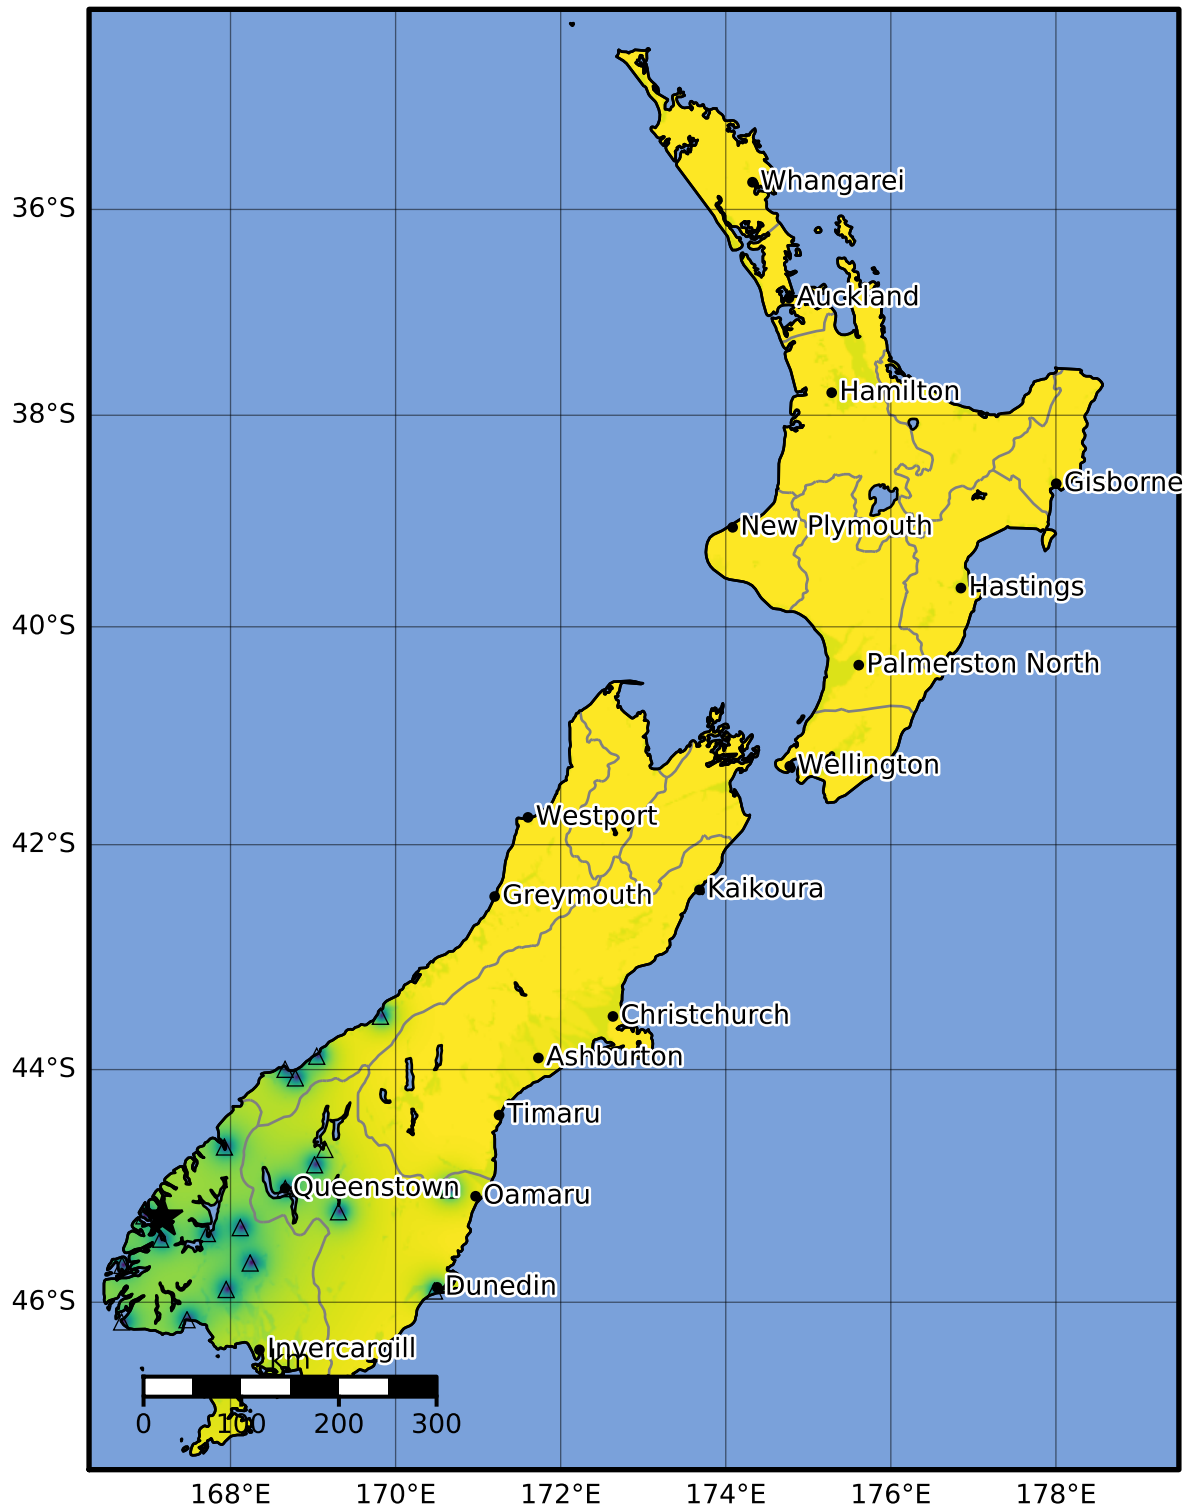 Whangarei
36°S
Auckland
Hamilton
38°S
Gisborne
New Plymouth
Hastings
40°S
Palmerston North
Wellington
Westport
42°S
Kaikoura
Greymouth
Christchurch
Ashburton
44°S
Timaru
Queenstown
Oamaru
Dunedin
46°S
Invercargill
km
0 100 200 300
168°E 170°E 172°E 174°E 176°E 178°E